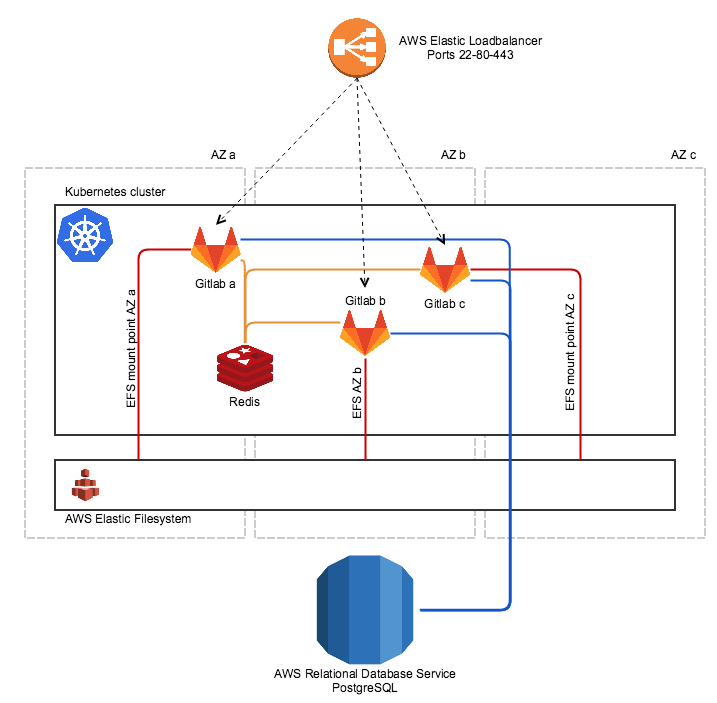 AWS Elastic Loadbalancer
Ports 22-80-443
AZ a
AZ b
AZ c
Kubernetes cluster
Gitlab a
Gitlab b
Gitlab c
EFS mount point AZ a
EFS AZ b
EFS mount point AZ c
Redis
AWS Elastic Filesystem
AWS Relational Database Service
PostgreSQL